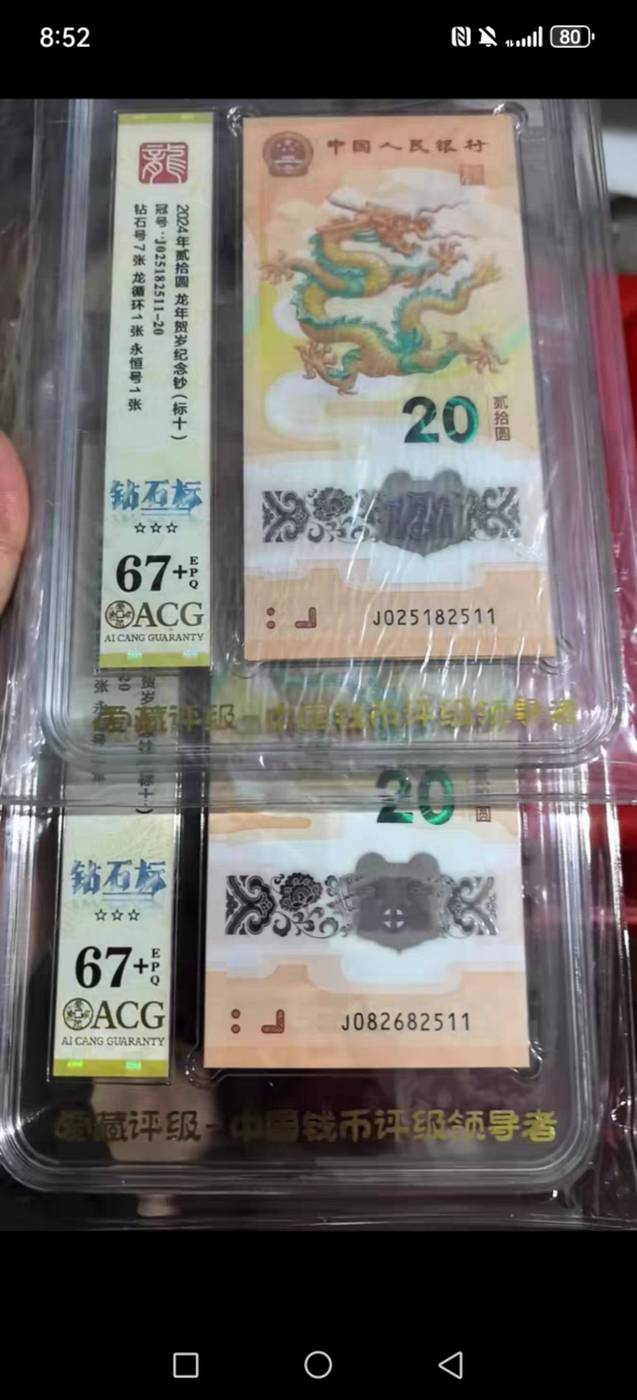 8:52
80
龍
2024年贰拾圆 龙年贺岁纪念钞(标十)
冠号:J025182511-20
钻石号7张 龙循环1张 永恒号1张
钻石标
☆☆☆
67+EPQ
ACG
AI CANG GUARANTY
中国人民银行
20
贰拾圆
J025182511
爱藏评级-中国钱币评级领导者
20
圆
钻石标
☆☆☆
67+EPQ
ACG
AI CANG GUARANTY
J082682511
爱藏评级-中国钱币评级领导者